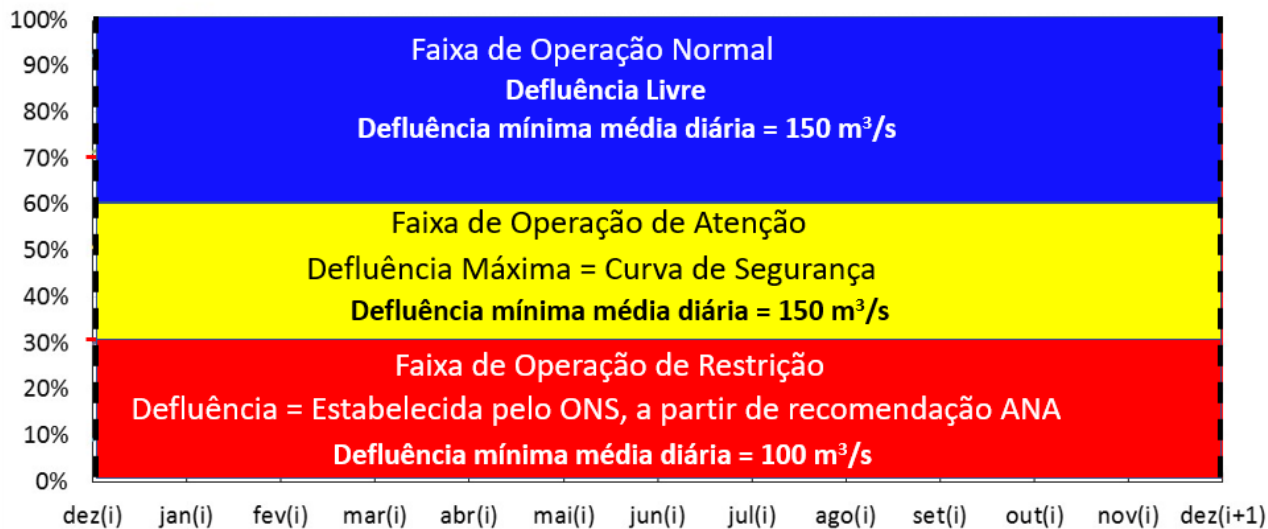 100%
90%
80%
70%
60%
50%
40%
30%
20%
10%
0%
Faixa de Operação Normal
Defluência Livre
Defluência mínima média diária = 150 m³/s
Faixa de Operação de Atenção
Defluência Máxima = Curva de Segurança
Defluência mínima média diária = 150 m³/s
Faixa de Operação de Restrição
Defluência = Estabelecida pelo ONS, a partir de recomendação ANA
Defluência mínima média diária = 100 m³/s
dez(i) jan(i) fev(i) mar(i) abr(i) mai(i) jun(i) jul(i) ago(i) set(i) out(i) nov(i) dez(i+1)